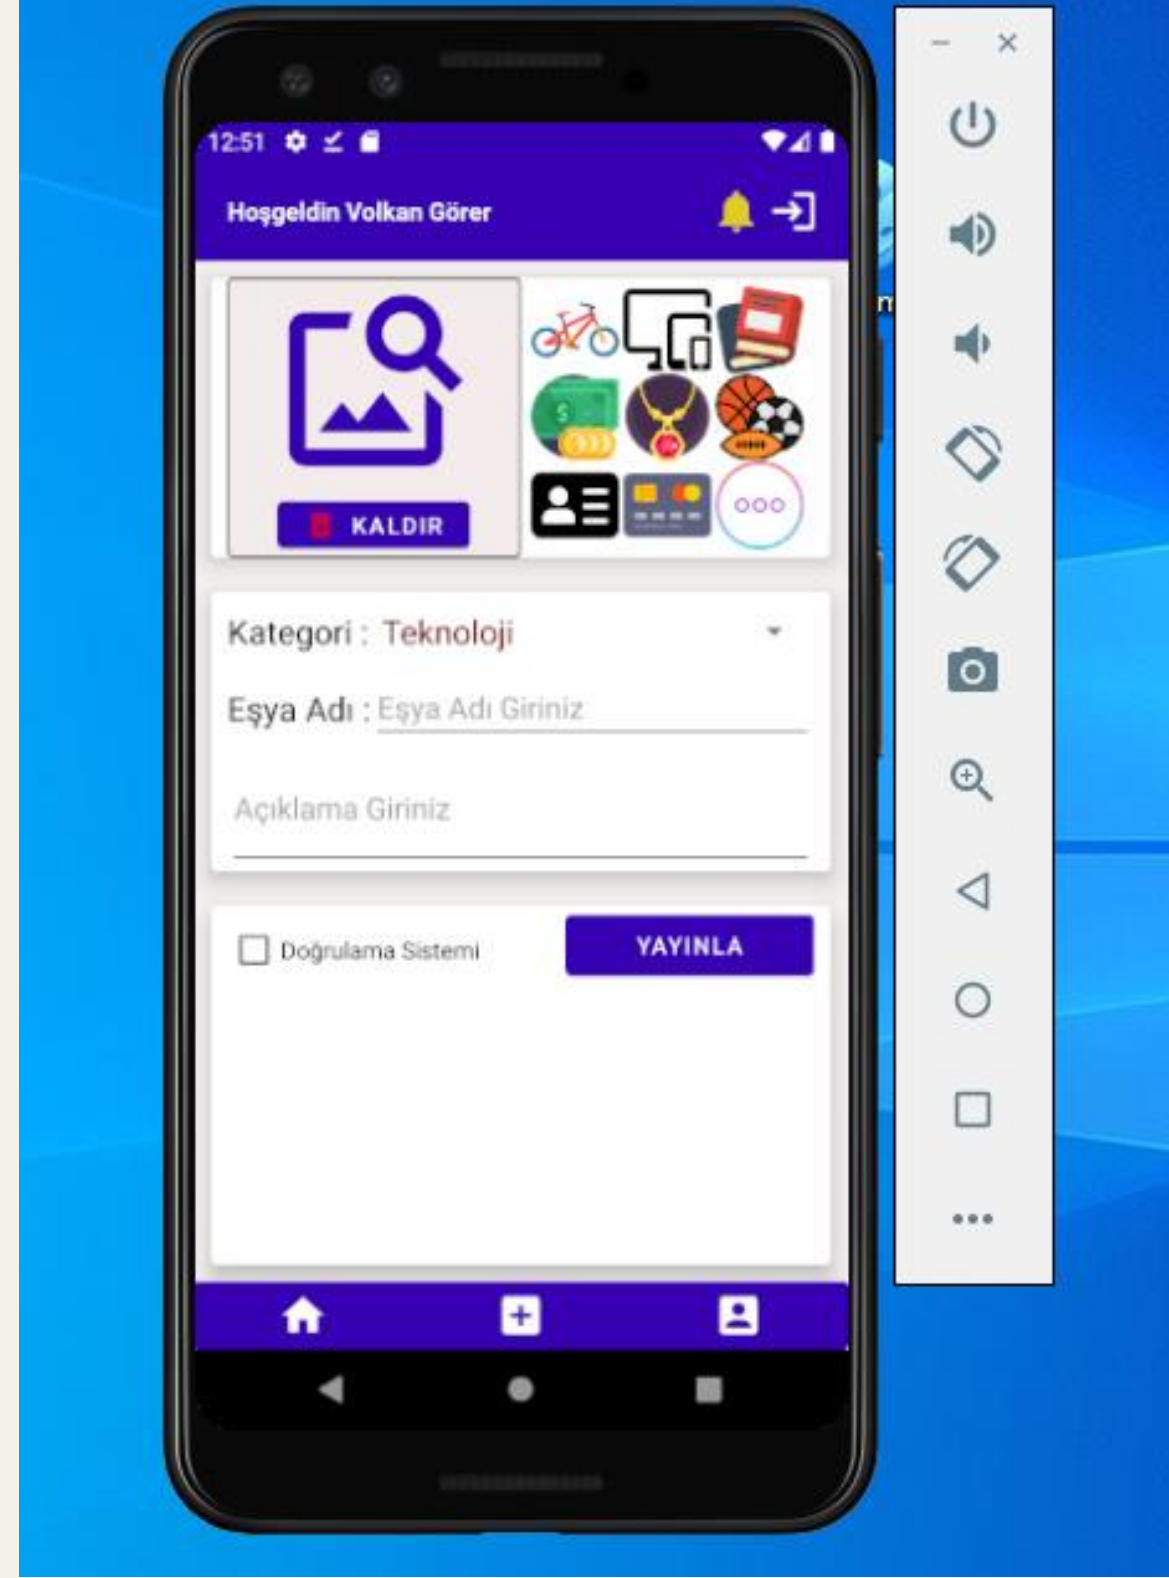 12:51
Hoşgeldin Volkan Görer
KALDIR
Kategori : Teknoloji
Eşya Adı : Eşya Adı Giriniz
Açıklama Giriniz
Doğrulama Sistemi
YAYINLA